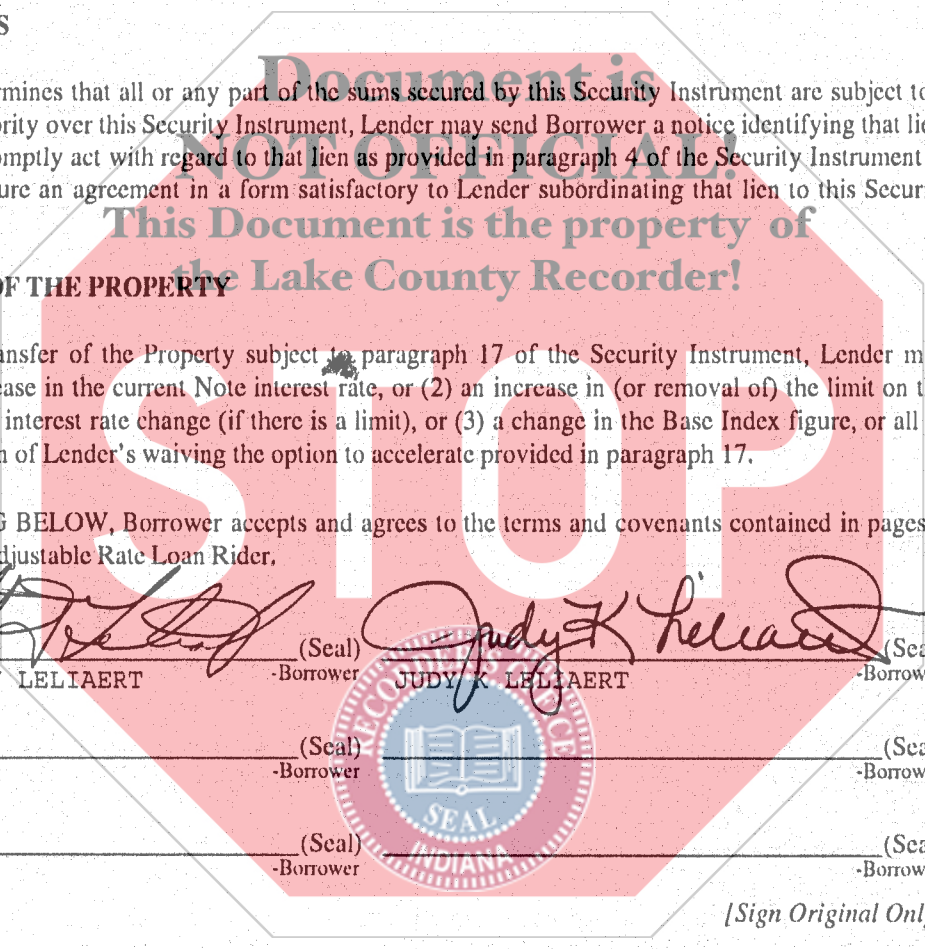 S
Document is
rmines that all or any part of the sums secured by this Security Instrument are subject to
ority over this Security Instrument, Lender may send Borrower a notice identifying that lie
NOT OFFICIAL!
omptly act with regard to that lien as provided in paragraph 4 of the Security Instrument
ure an agreement in a form satisfactory to Lender subordinating that lien to this Securi
This Document is the property of
the Lake County Recorder!
OF THE PROPERTY
ansfer of the Property subject to paragraph 17 of the Security Instrument, Lender m
ease in the current Note interest rate, or (2) an increase in (or removal of) the limit on t
interest rate change (if there is a limit), or (3) a change in the Base Index figure, or all
n of Lender's waiving the option to accelerate provided in paragraph 17.
STOP
G BELOW, Borrower accepts and agrees to the terms and covenants contained in pages
djustable Rate Loan Rider.
Judy K Leliaert
(Seal) (Sea
LELIAERT -Borrower JUDY K LELIAERT -Borrow
RECORDER'S OFFICE
(Seal) (Sea
-Borrower -Borrow
SEAL
INDIANA
(Seal) (Sea
-Borrower -Borrow
[Sign Original Onl